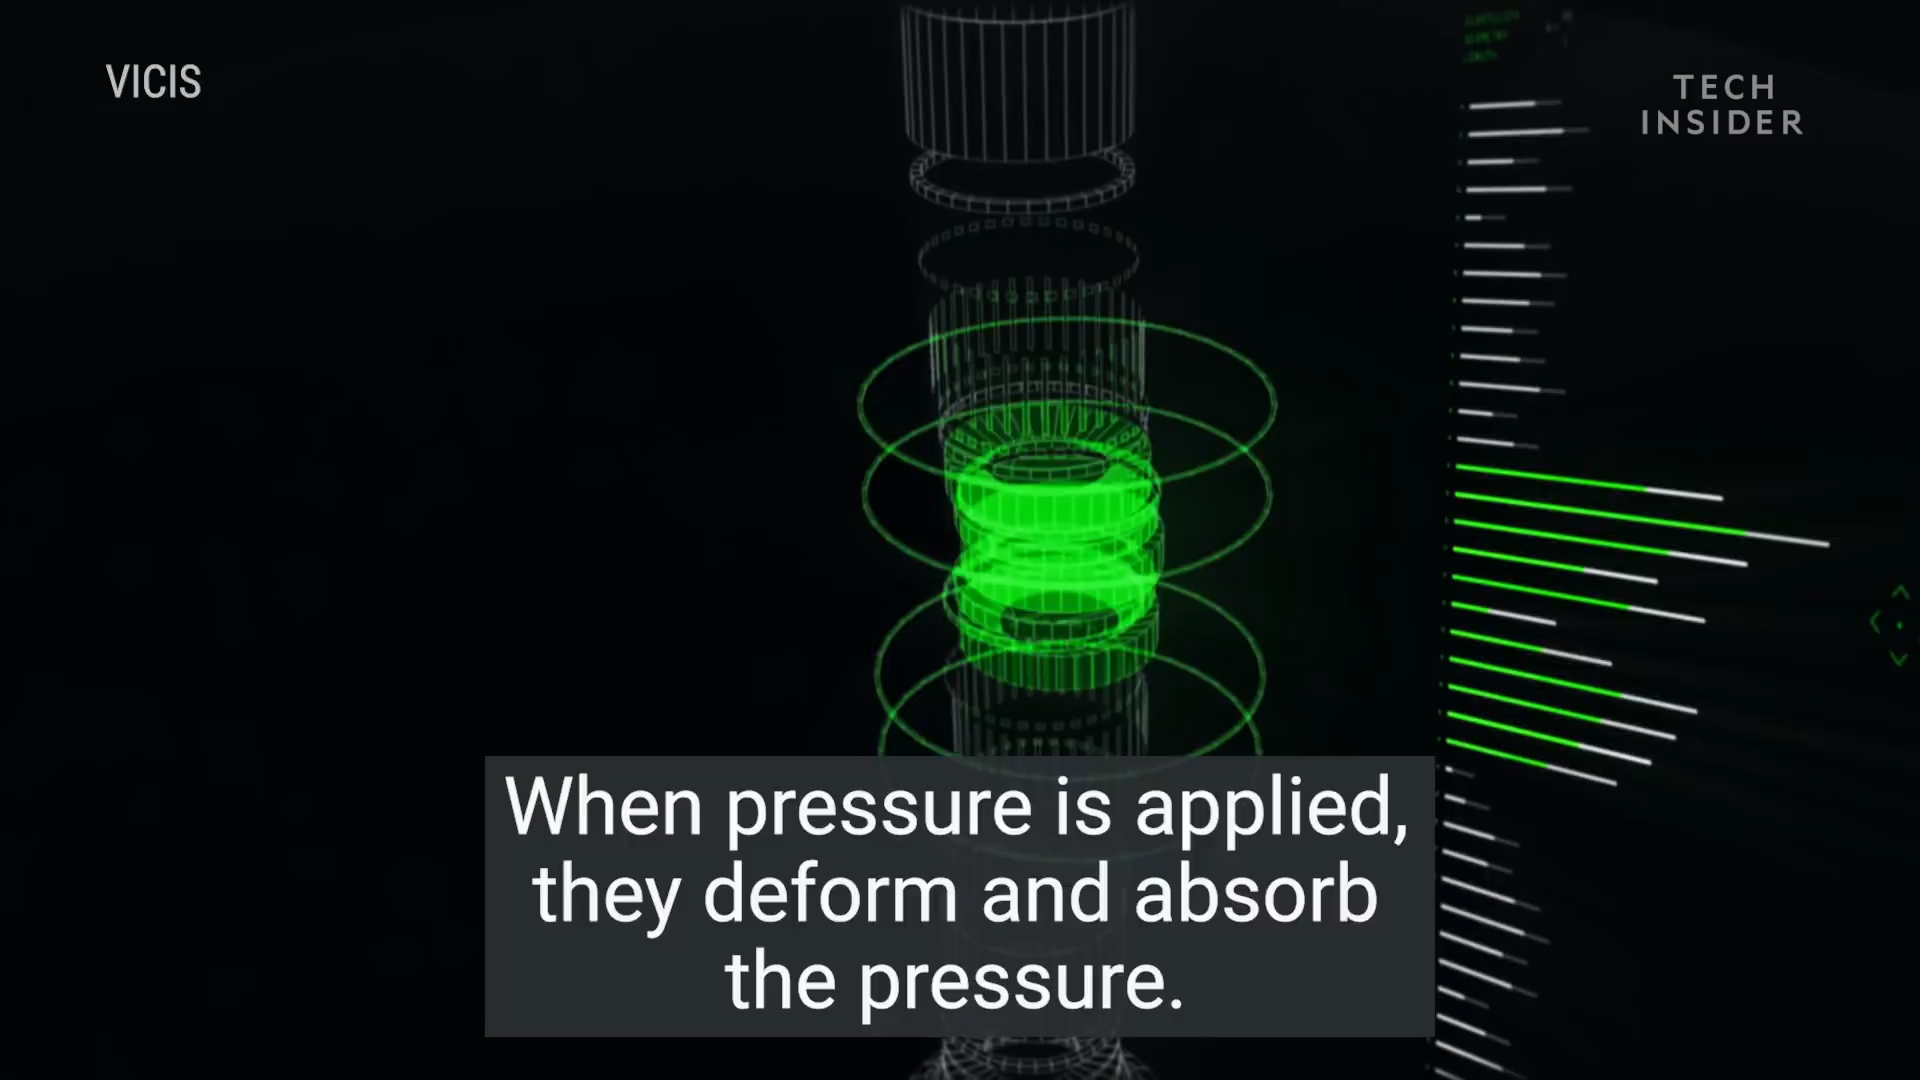 VICIS
TECH
INSIDER
When pressure is applied,
they deform and absorb
the pressure.